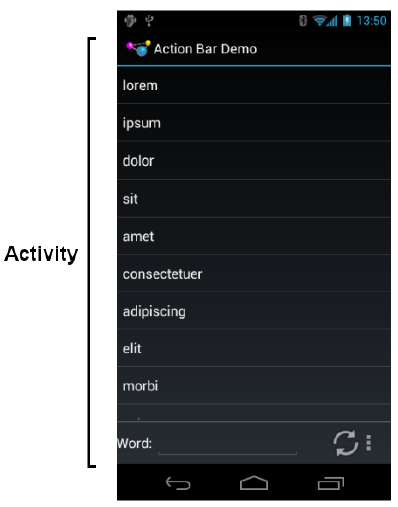 13:50
Action Bar Demo
lorem
ipsum
dolor
sit
amet
Activity
consectetuer
adipiscing
elit
morbi
Word: